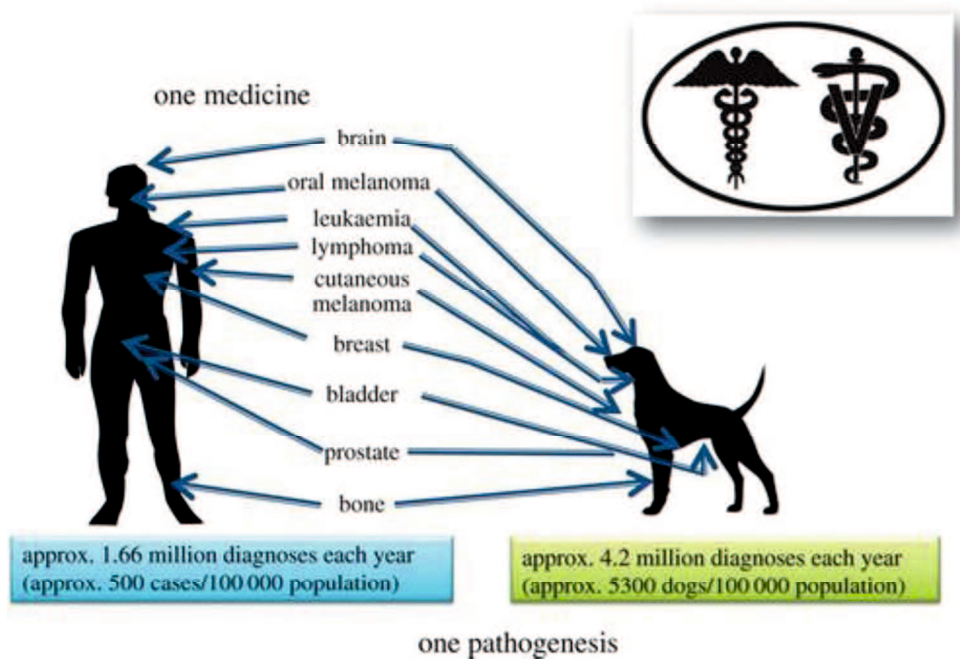 one medicine
V
brain
oral melanoma
leukaemia
lymphoma
cutaneous
melanoma
breast
bladder
prostate
bone
approx. 1.66 million diagnoses each year
(approx. 500 cases/100 000 population)
approx. 4.2 million diagnoses each year
(approx. 5300 dogs/100 000 population)
one pathogenesis